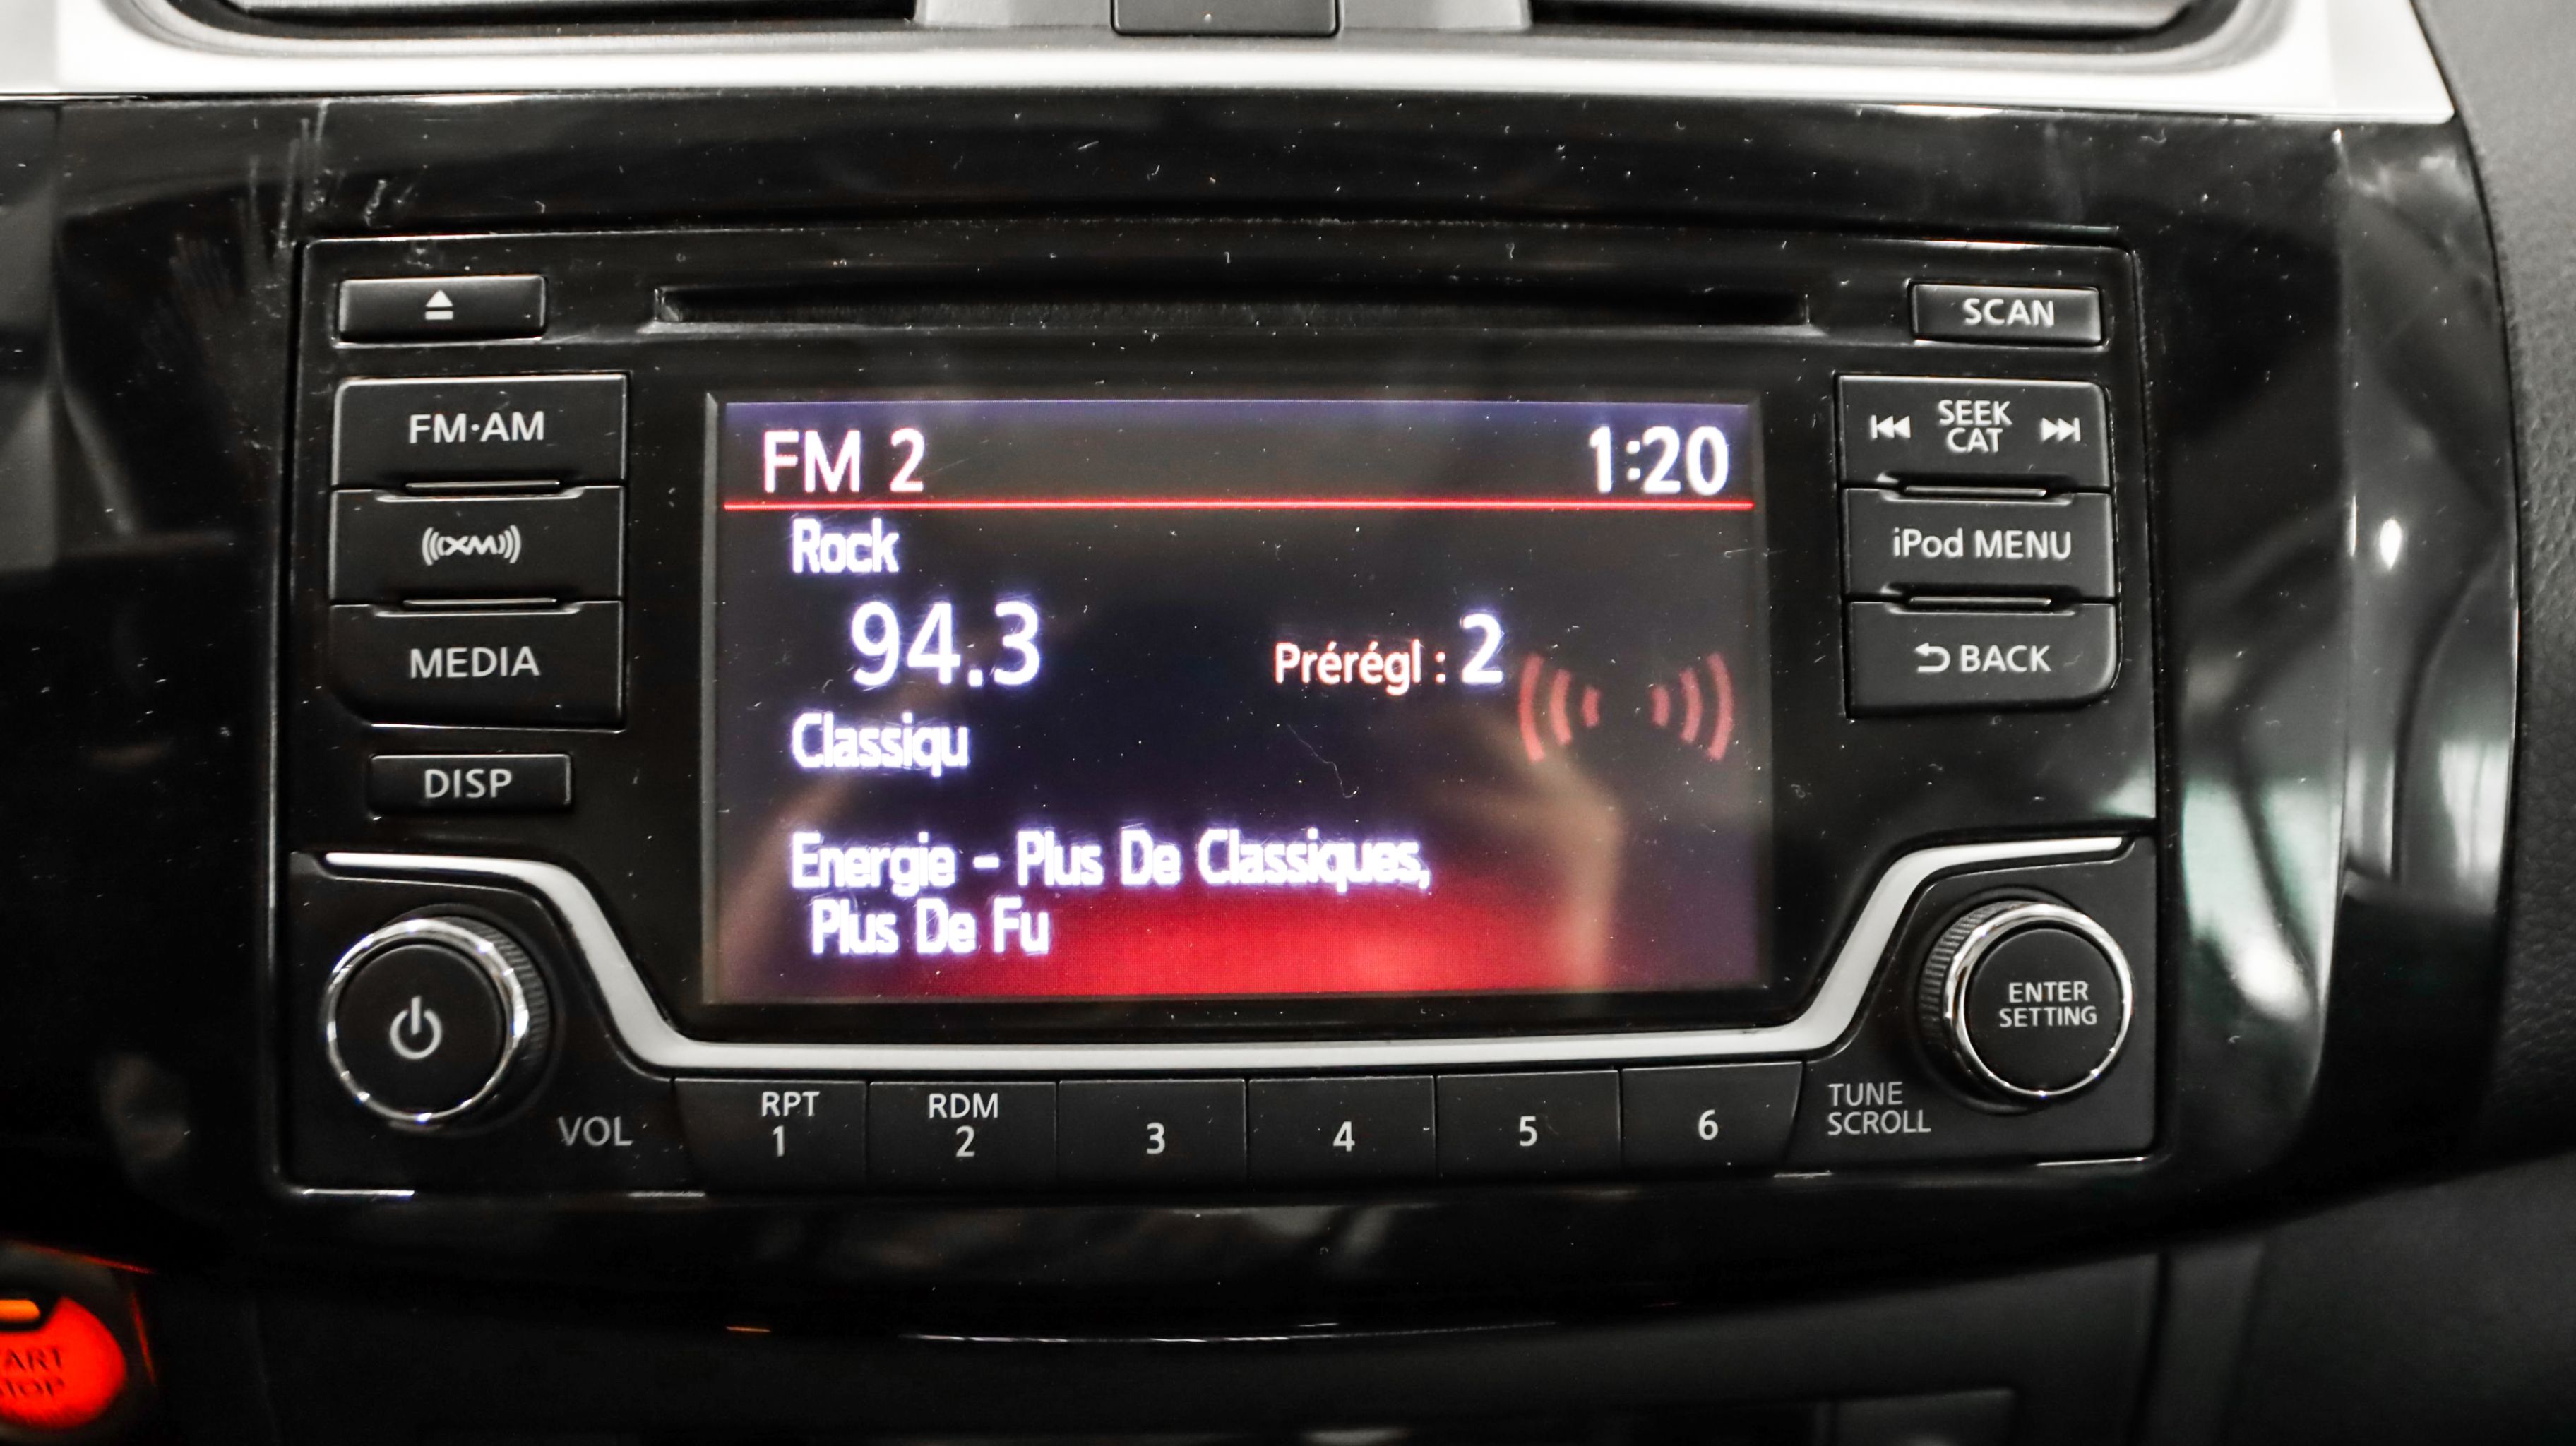 SCAN
FM·AM
SEEK
CAT
XM
iPod MENU
MEDIA
BACK
DISP
FM 2 1:20
Rock
94.3 Prérégl : 2
Classiqu
Energie - Plus De Classiques,
Plus De Fu
ENTER
SETTING
VOL
RPT
1
RDM
2
3
4
5
6
TUNE
SCROLL